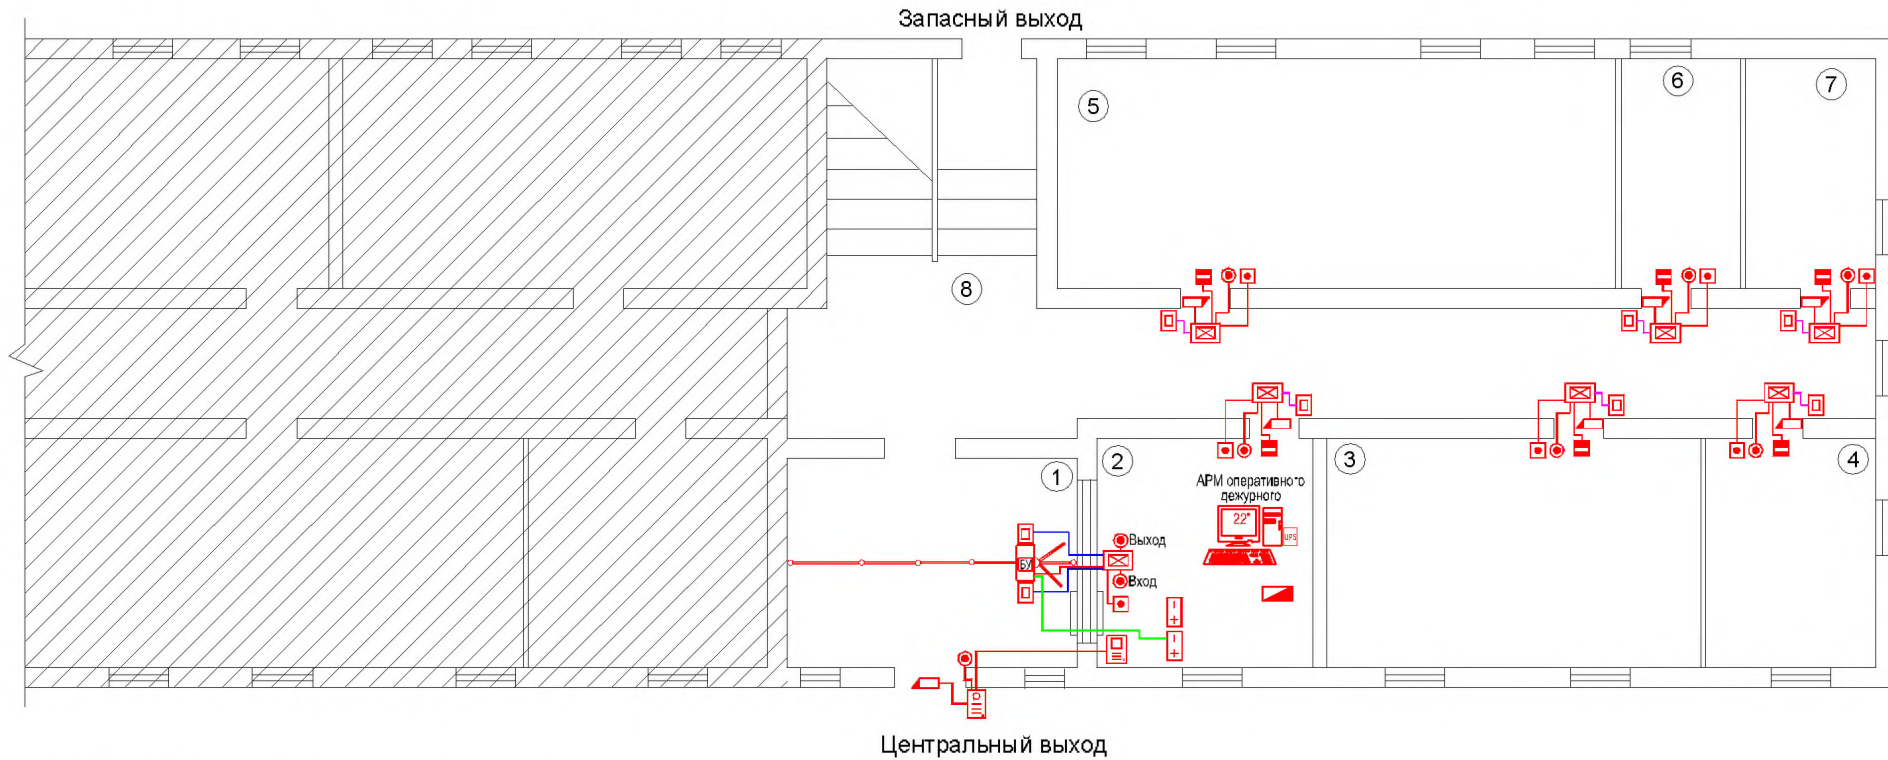 Запасный выход
5
6
7
8
1
2
3
4
АРМ оперативного
дежурного
22"
UPS
Выход
БУ
Вход
Центральный выход